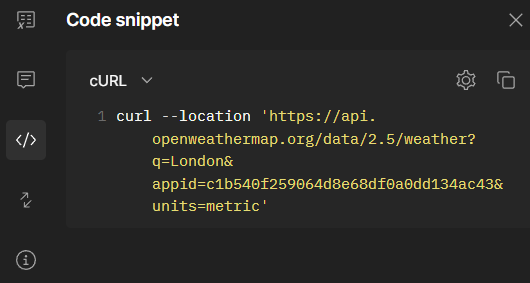 Code snippet
cURL
1 curl --location 'https://api.
openweathermap.org/data/2.5/weather?
q=London&
appid=c1b540f259064d8e68df0a0dd134ac43&
units=metric'